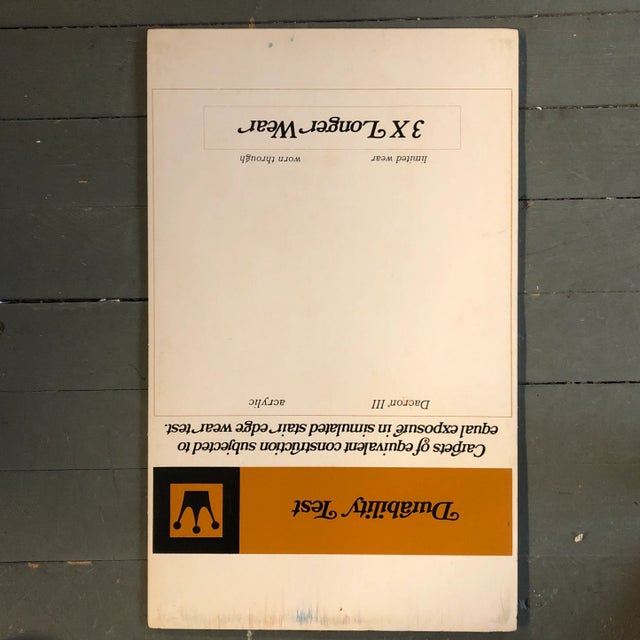 Durability Test
Carpets of equivalent construction subjected to
equal exposure in simulated stair edge wear test.
Dacron® III acrylic
limited wear worn through
3 X Longer Wear